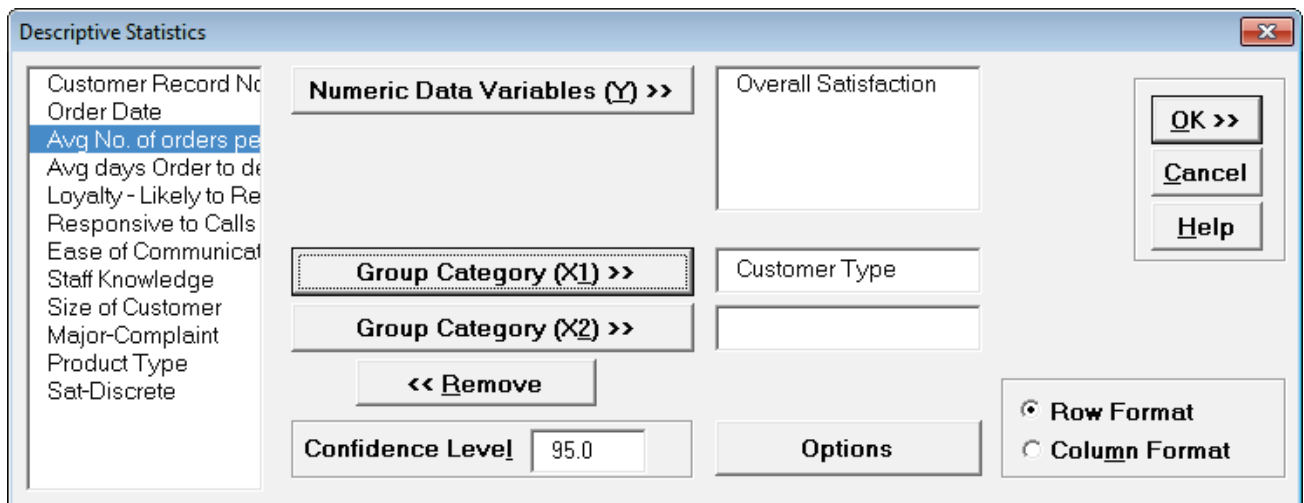 Descriptive Statistics
Customer Record No
Order Date
Avg No. of orders pe
Avg days Order to de
Loyalty - Likely to Re
Responsive to Calls
Ease of Communicat
Staff Knowledge
Size of Customer
Major-Complaint
Product Type
Sat-Discrete
Numeric Data Variables (Y) >>
Overall Satisfaction
Group Category (X1) >>
Customer Type
Group Category (X2) >>
<< Remove
Confidence Level 95.0
Options
OK >>
Cancel
Help
Row Format
Column Format